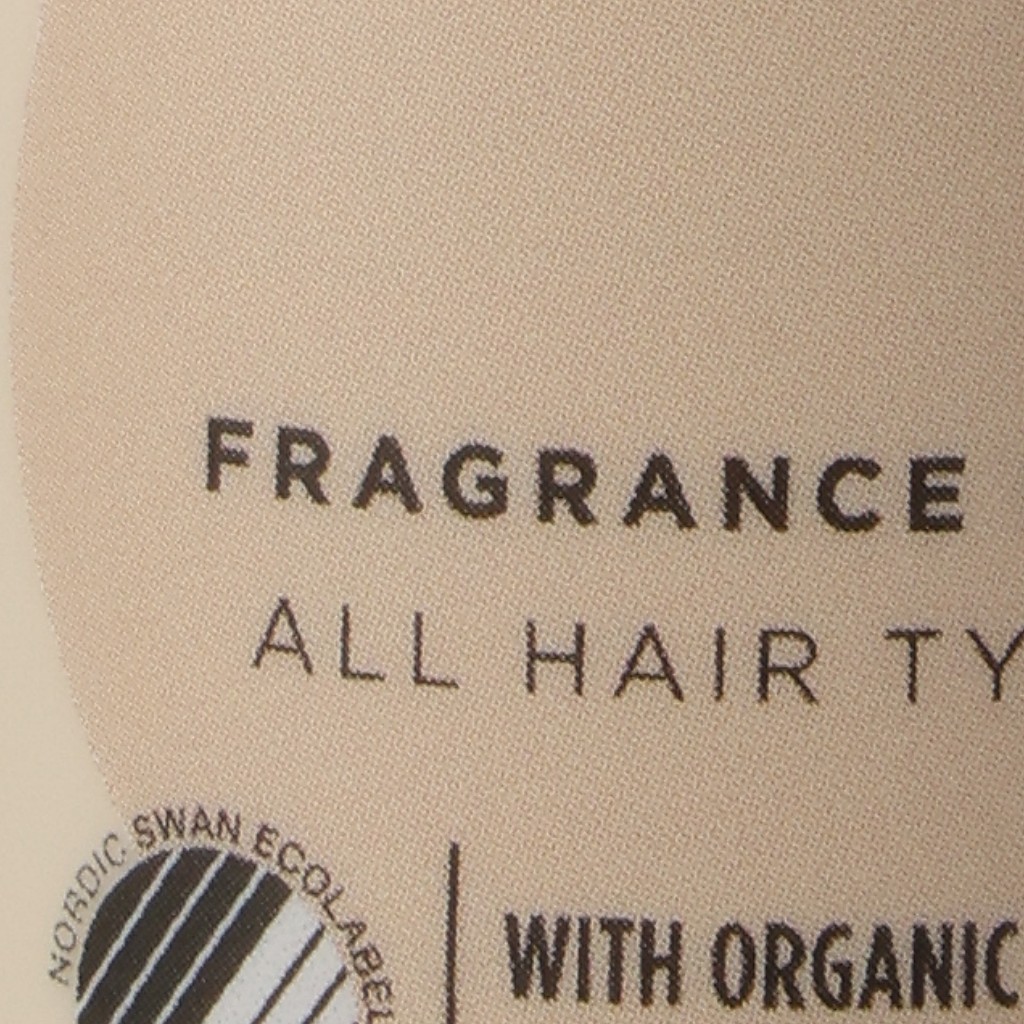 FRAGRANCE
ALL HAIR TY
NORDIC SWAN ECOLABEL
WITH ORGANIC